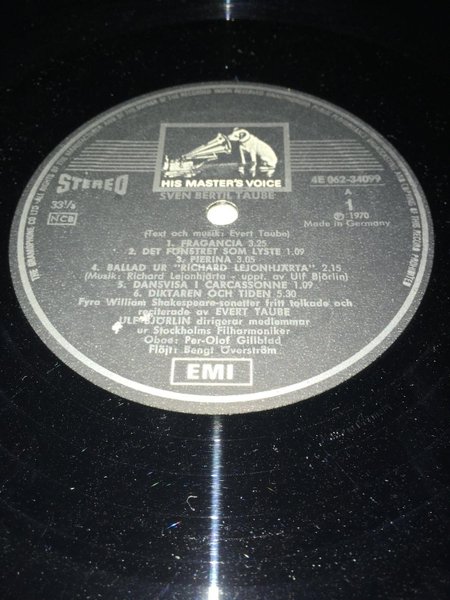 HIS MASTER'S VOICE
STEREO
33⅓
NCB
SVEN BERTIL TAUBE
4E 062-34099
A
1
℗ 1970
Made in Germany
(Text och musik: Evert Taube)
1. FRAGANCIA 3.25
2. DET FÖNSTRET SOM LYSTE 1.09
3. PIERINA 3.05
4. BALLAD UR "RICHARD LEJONHJÄRTA" 2.15
(Musik: Richard Lejonhjärta - uppt. av Ulf Björlin)
5. DANSVISA I CARCASSONNE 1.09
6. DIKTAREN OCH TIDEN 5.30
Fyra William Shakespeare-sonetter fritt tolkade och
reciterade av EVERT TAUBE
ULF BJÖRLIN dirigerar medlemmar
ur Stockholms Filharmoniker
Oboe: Per-Olof Gillblad
Flöjt: Bengt Överström
EMI